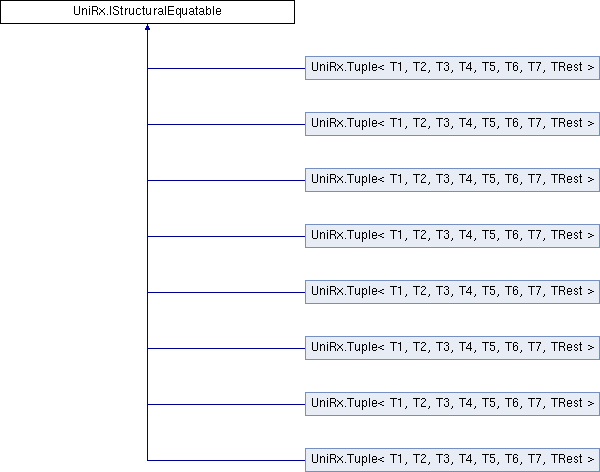 UniRx.IStructuralEquatable
UniRx.Tuple< T1, T2, T3, T4, T5, T6, T7, TRest >
UniRx.Tuple< T1, T2, T3, T4, T5, T6, T7, TRest >
UniRx.Tuple< T1, T2, T3, T4, T5, T6, T7, TRest >
UniRx.Tuple< T1, T2, T3, T4, T5, T6, T7, TRest >
UniRx.Tuple< T1, T2, T3, T4, T5, T6, T7, TRest >
UniRx.Tuple< T1, T2, T3, T4, T5, T6, T7, TRest >
UniRx.Tuple< T1, T2, T3, T4, T5, T6, T7, TRest >
UniRx.Tuple< T1, T2, T3, T4, T5, T6, T7, TRest >